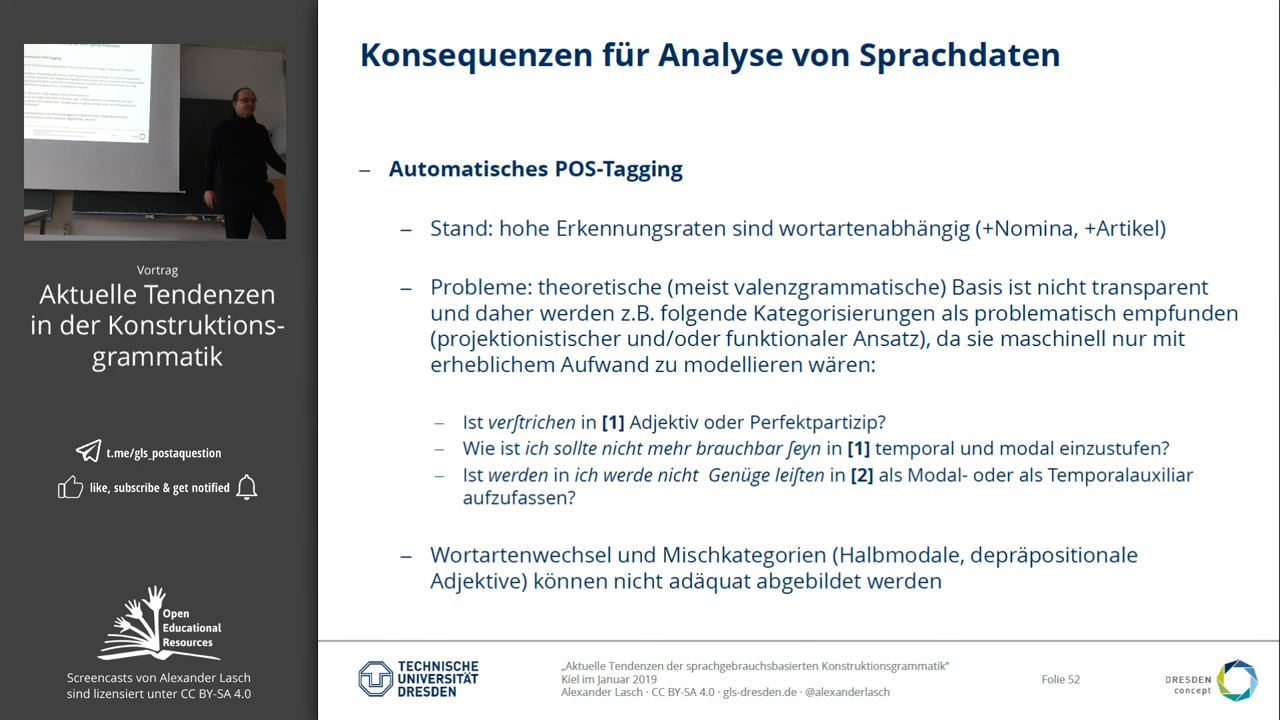 Vortrag
Aktuelle Tendenzen
in der Konstruktions-
grammatik
t.me/gls_postaquestion
like, subscribe & get notified
Open
Educational
Resources
Screencasts von Alexander Lasch
sind lizensiert unter CC BY-SA 4.0
Konsequenzen für Analyse von Sprachdaten
– Automatisches POS-Tagging
– Stand: hohe Erkennungsraten sind wortartenabhängig (+Nomina, +Artikel)
– Probleme: theoretische (meist valenzgrammatische) Basis ist nicht transparent
und daher werden z.B. folgende Kategorisierungen als problematisch empfunden
(projektionistischer und/oder funktionaler Ansatz), da sie maschinell nur mit
erheblichem Aufwand zu modellieren wären:
– Ist verſtrichen in [1] Adjektiv oder Perfektpartizip?
– Wie ist ich sollte nicht mehr brauchbar ſeyn in [1] temporal und modal einzustufen?
– Ist werden in ich werde nicht Genüge leiſten in [2] als Modal- oder als Temporalauxiliar
aufzufassen?
– Wortartenwechsel und Mischkategorien (Halbmodale, depräpositionale
Adjektive) können nicht adäquat abgebildet werden
TECHNISCHE
UNIVERSITÄT
DRESDEN
„Aktuelle Tendenzen der sprachgebrauchsbasierten Konstruktionsgrammatik“
Kiel im Januar 2019
Alexander Lasch · CC BY-SA 4.0 · gls-dresden.de · @alexanderlasch
Folie 52
DRESDEN
concept